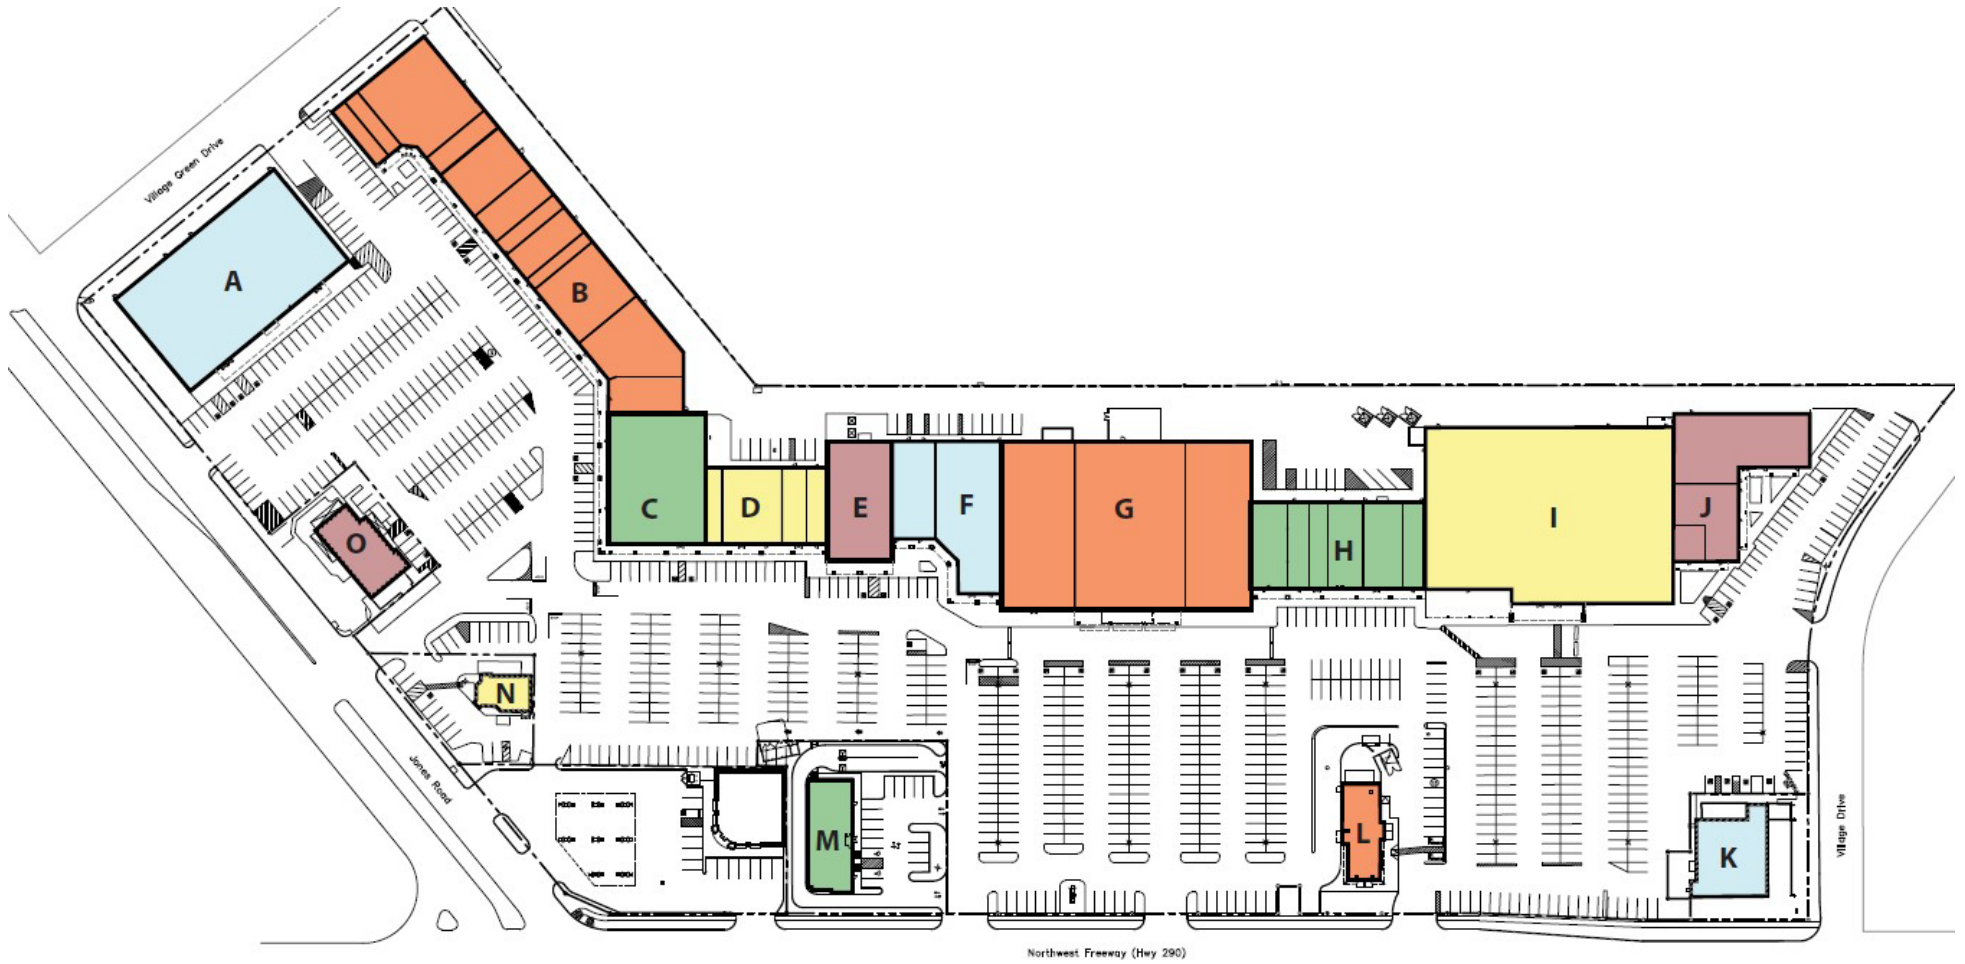 Village Green Drive
A
B
C
D
E
F
G
H
I
J
O
N
M
L
K
Jones Road
Village Drive
Northwest Freeway (Hwy 290)